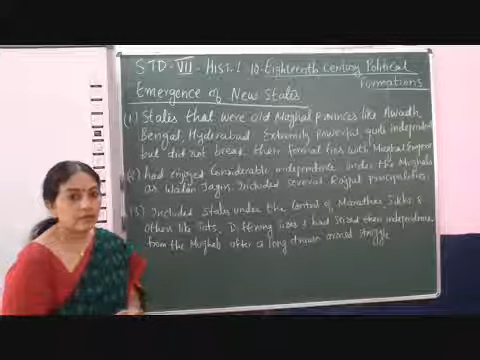 STD - VII - HIST. 10 - Eighteenth Century Political
Formations
Emergence of New States
(1) States that were old Mughal provinces like Awadh
Bengal, Hyderabad Extremely powerful, quite independent
but did not break their formal ties with Mughal Emperor
(2) had enjoyed Considerable independence under the Mughals
as Watan Jagirs. Included several Rajput principalities.
(3) Included States under the control of Marathas Sikhs &
Others like Jats. Differing & had seized their independence
from the Mughals after a long drawn armed struggle